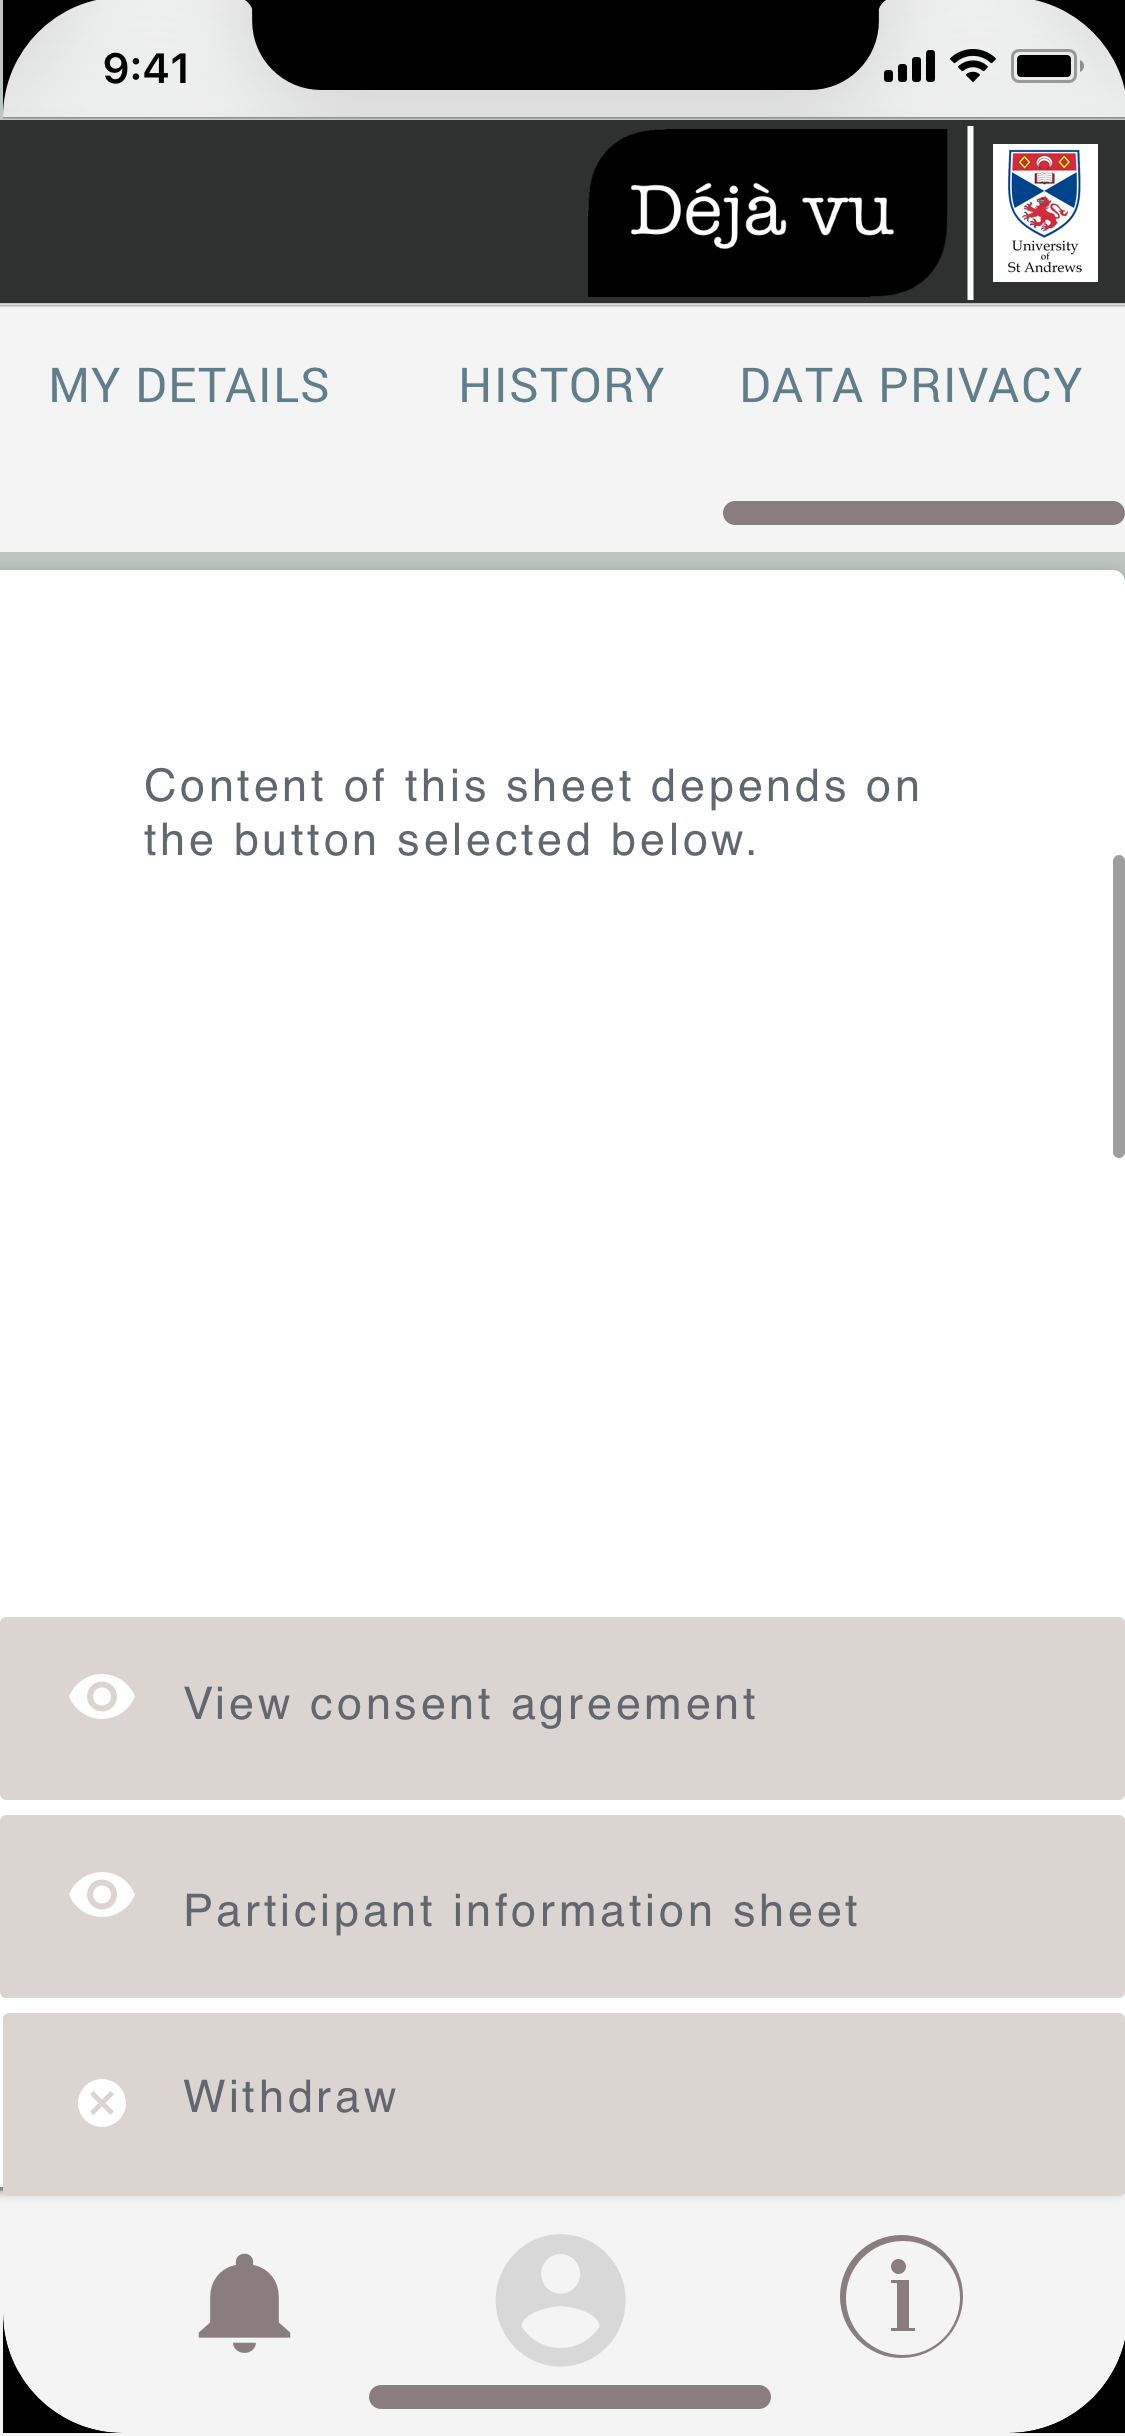 9:41
Déjà vu
University
of
St Andrews
MY DETAILS HISTORY DATA PRIVACY
Content of this sheet depends on
the button selected below.
View consent agreement
Participant information sheet
Withdraw
i